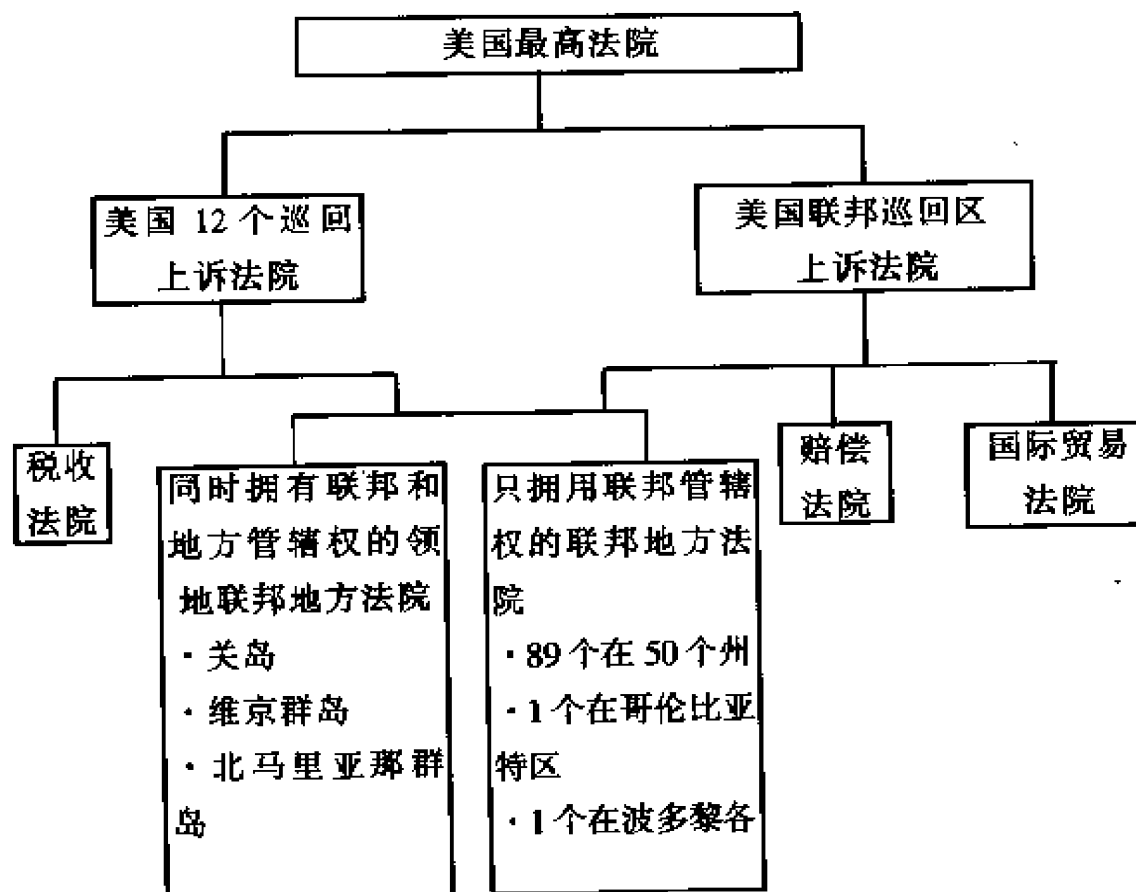 美国最高法院
美国 12 个巡回
上诉法院
美国联邦巡回区
上诉法院
税收
法院
同时拥有联邦和
地方管辖权的领
地联邦地方法院
·关岛
·维京群岛
·北马里亚那群
岛
只拥用联邦管辖
权的联邦地方法
院
·89 个在 50 个州
·1 个在哥伦比亚
特区
·1 个在波多黎各
赔偿
法院
国际贸易
法院